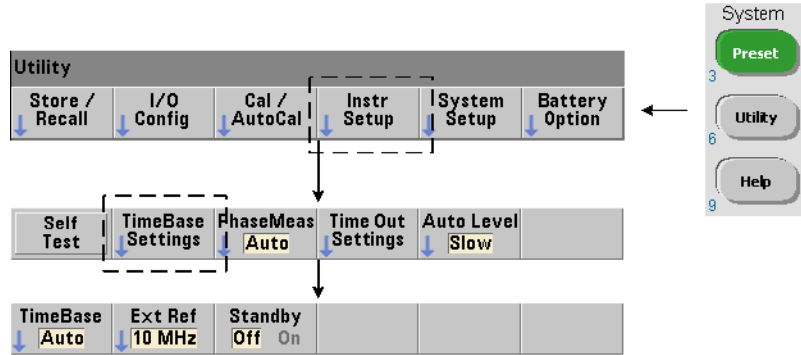 System
Preset
3
Utility
6
Help
9
Utility
Store / Recall
I/O Config
Cal / AutoCal
Instr Setup
System Setup
Battery Option
Self Test
TimeBase Settings
PhaseMeas Auto
Time Out Settings
Auto Level Slow
TimeBase Auto
Ext Ref 10 MHz
Standby Off On